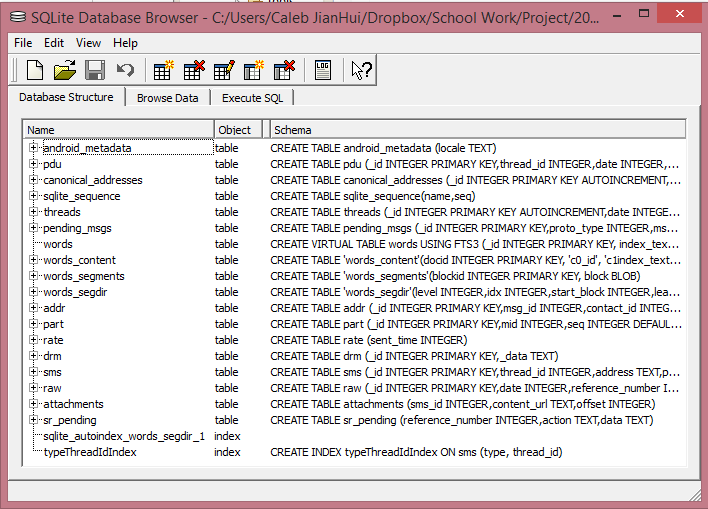 SQLite Database Browser - C:/Users/Caleb JianHui/Dropbox/School Work/Project/20...
File Edit View Help
LOG
Database Structure Browse Data Execute SQL
Name Object Schema
android_metadata table CREATE TABLE android_metadata (locale TEXT)
pdu table CREATE TABLE pdu (_id INTEGER PRIMARY KEY,thread_id INTEGER,date INTEGER,...
canonical_addresses table CREATE TABLE canonical_addresses (_id INTEGER PRIMARY KEY AUTOINCREMENT,...
sqlite_sequence table CREATE TABLE sqlite_sequence(name,seq)
threads table CREATE TABLE threads (_id INTEGER PRIMARY KEY AUTOINCREMENT,date INTEGE...
pending_msgs table CREATE TABLE pending_msgs (_id INTEGER PRIMARY KEY,proto_type INTEGER,ms...
words table CREATE VIRTUAL TABLE words USING FTS3 (_id INTEGER PRIMARY KEY, index_tex...
words_content table CREATE TABLE 'words_content'(docid INTEGER PRIMARY KEY, 'c0_id', 'c1index_text...
words_segments table CREATE TABLE 'words_segments'(blockid INTEGER PRIMARY KEY, block BLOB)
words_segdir table CREATE TABLE 'words_segdir'(level INTEGER,idx INTEGER,start_block INTEGER,lea...
addr table CREATE TABLE addr (_id INTEGER PRIMARY KEY,msg_id INTEGER,contact_id INTEG...
part table CREATE TABLE part (_id INTEGER PRIMARY KEY,mid INTEGER,seq INTEGER DEFAUL...
rate table CREATE TABLE rate (sent_time INTEGER)
drm table CREATE TABLE drm (_id INTEGER PRIMARY KEY,_data TEXT)
sms table CREATE TABLE sms (_id INTEGER PRIMARY KEY,thread_id INTEGER,address TEXT,p...
raw table CREATE TABLE raw (_id INTEGER PRIMARY KEY,date INTEGER,reference_number I...
attachments table CREATE TABLE attachments (sms_id INTEGER,content_url TEXT,offset INTEGER)
sr_pending table CREATE TABLE sr_pending (reference_number INTEGER,action TEXT,data TEXT)
sqlite_autoindex_words_segdir_1 index
typeThreadIdIndex index CREATE INDEX typeThreadIdIndex ON sms (type, thread_id)